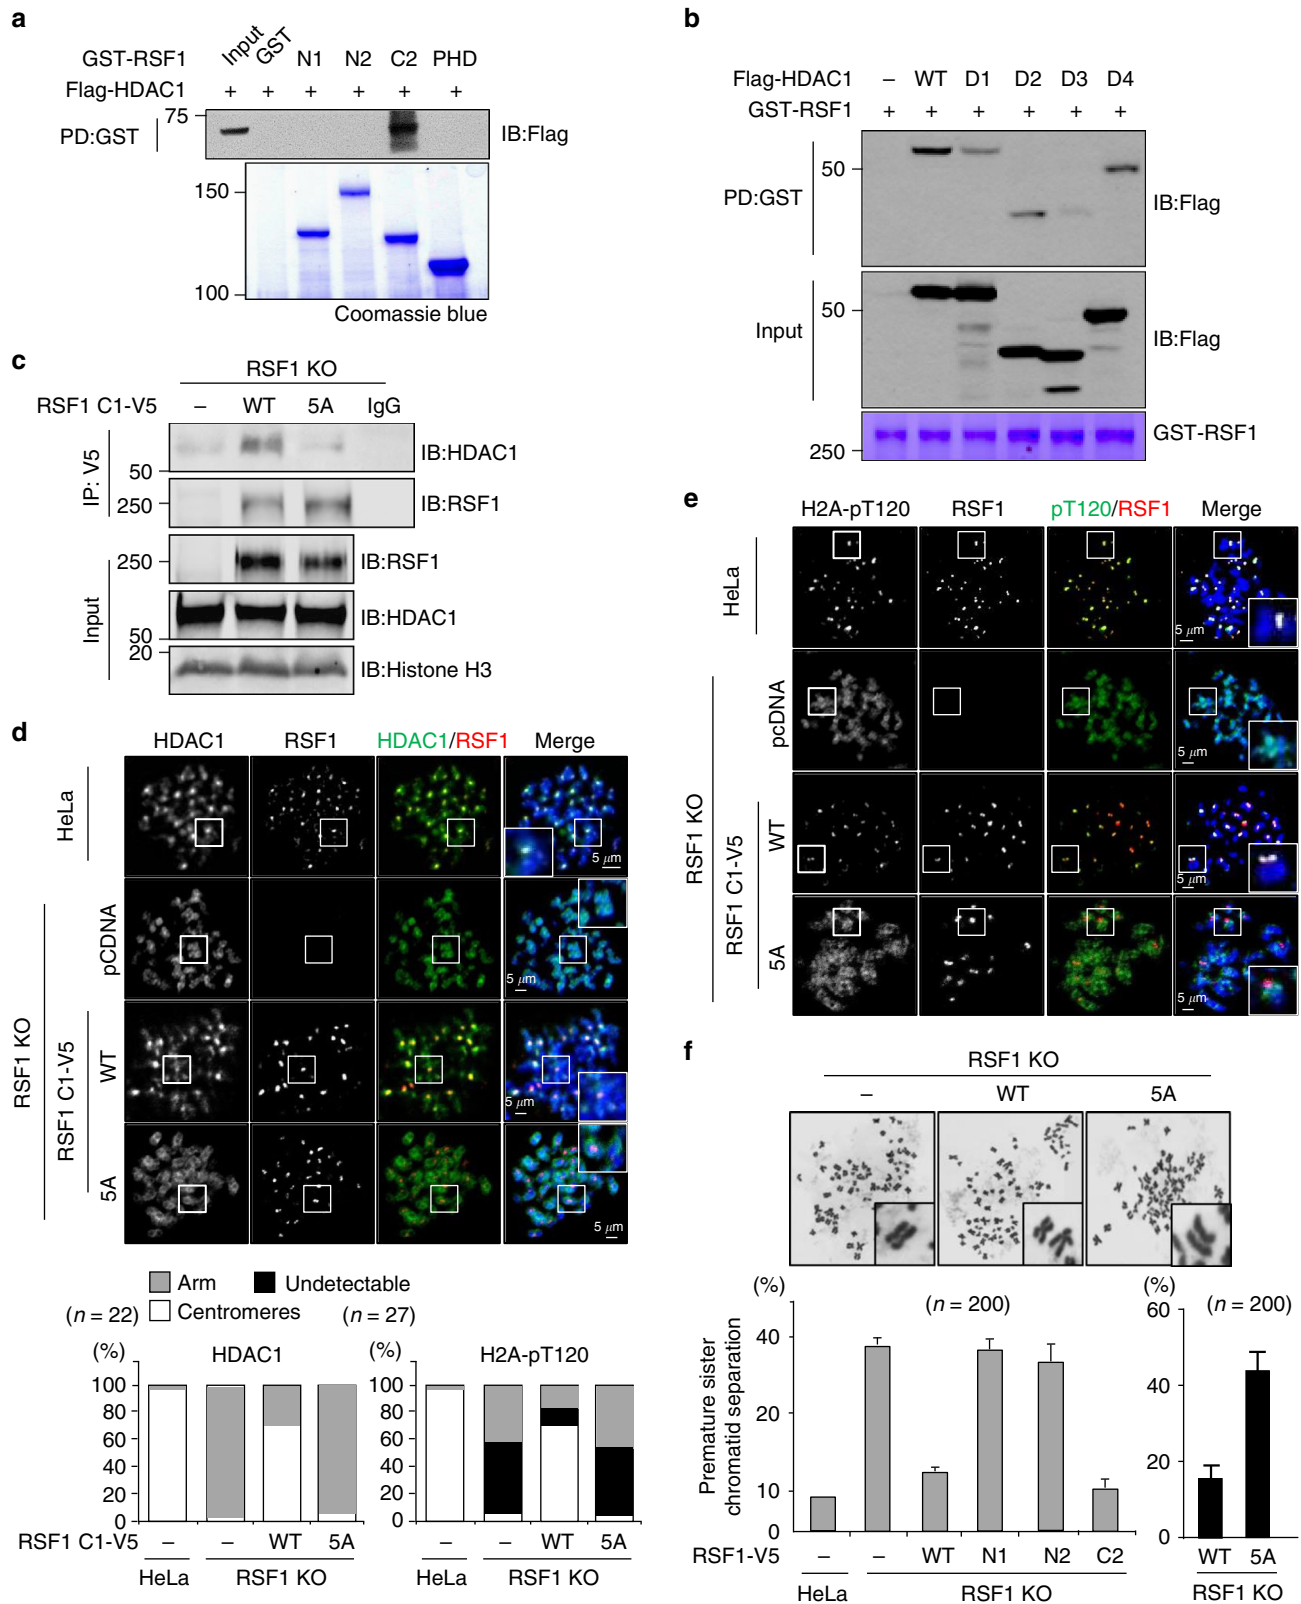 a
GST-RSF1 Input GST N1 N2 C2 PHD
Flag-HDAC1 + + + + + +
PD:GST 75 IB:Flag
150
100
Coomassie blue
b
Flag-HDAC1 – WT D1 D2 D3 D4
GST-RSF1 + + + + + +
PD:GST 50 IB:Flag
Input 50 IB:Flag
250 GST-RSF1
c
RSF1 KO
RSF1 C1-V5 – WT 5A IgG
IP: V5
50 IB:HDAC1
250 IB:RSF1
Input
250 IB:RSF1
50 IB:HDAC1
20 IB:Histone H3
d
HDAC1 RSF1 HDAC1/RSF1 Merge
HeLa
5 μm
RSF1 KO
pCDNA
5 μm
RSF1 C1-V5
WT
5 μm
5A
5 μm
Arm Undetectable
Centromeres
(n = 22) (n = 27)
(%) HDAC1 (%) H2A-pT120
100 100
80 80
60 60
40 40
20 20
0 0
RSF1 C1-V5 – – WT 5A – – WT 5A
HeLa RSF1 KO HeLa RSF1 KO
e
H2A-pT120 RSF1 pT120/RSF1 Merge
HeLa
5 μm
RSF1 KO
pcDNA
5 μm
RSF1 C1-V5
WT
5 μm
5A
5 μm
f
RSF1 KO
– WT 5A
Premature sister
chromatid separation
(%) (n = 200)
40
20
10
0
RSF1-V5 – – WT N1 N2 C2
HeLa RSF1 KO
(%) (n = 200)
60
40
20
0
WT 5A
RSF1 KO